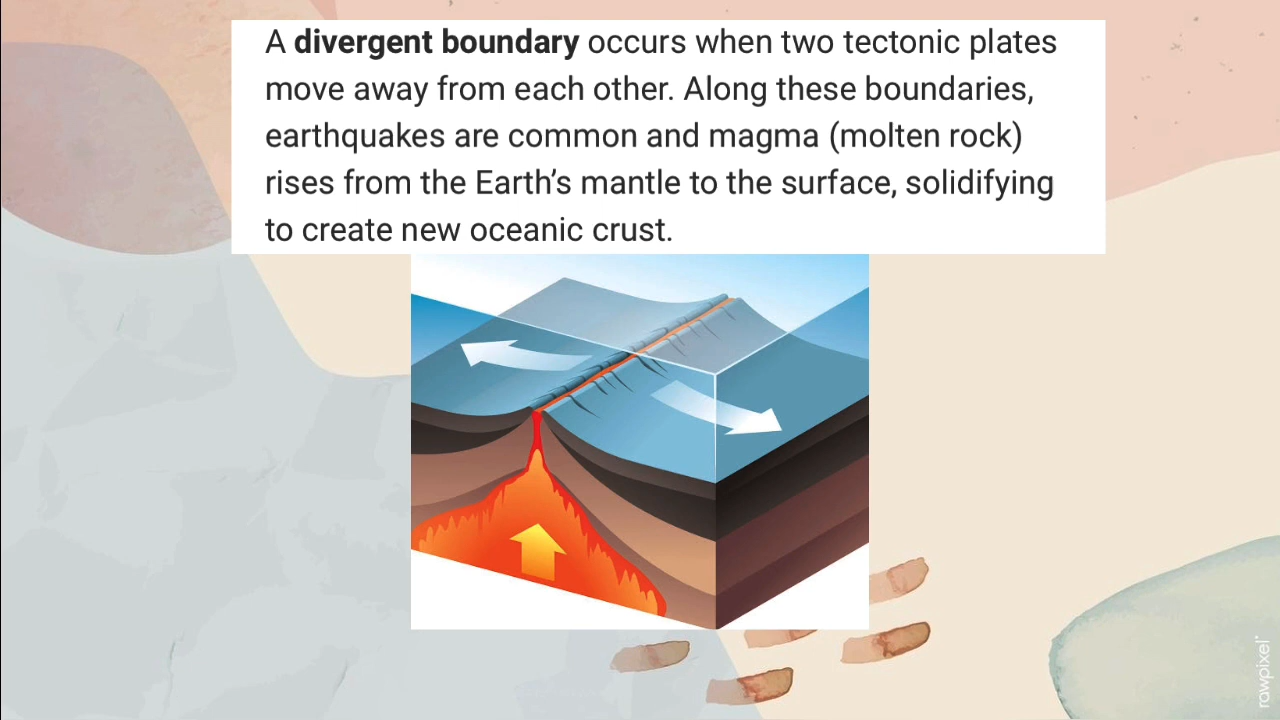 A divergent boundary occurs when two tectonic plates
move away from each other. Along these boundaries,
earthquakes are common and magma (molten rock)
rises from the Earth’s mantle to the surface, solidifying
to create new oceanic crust.
rawpixel